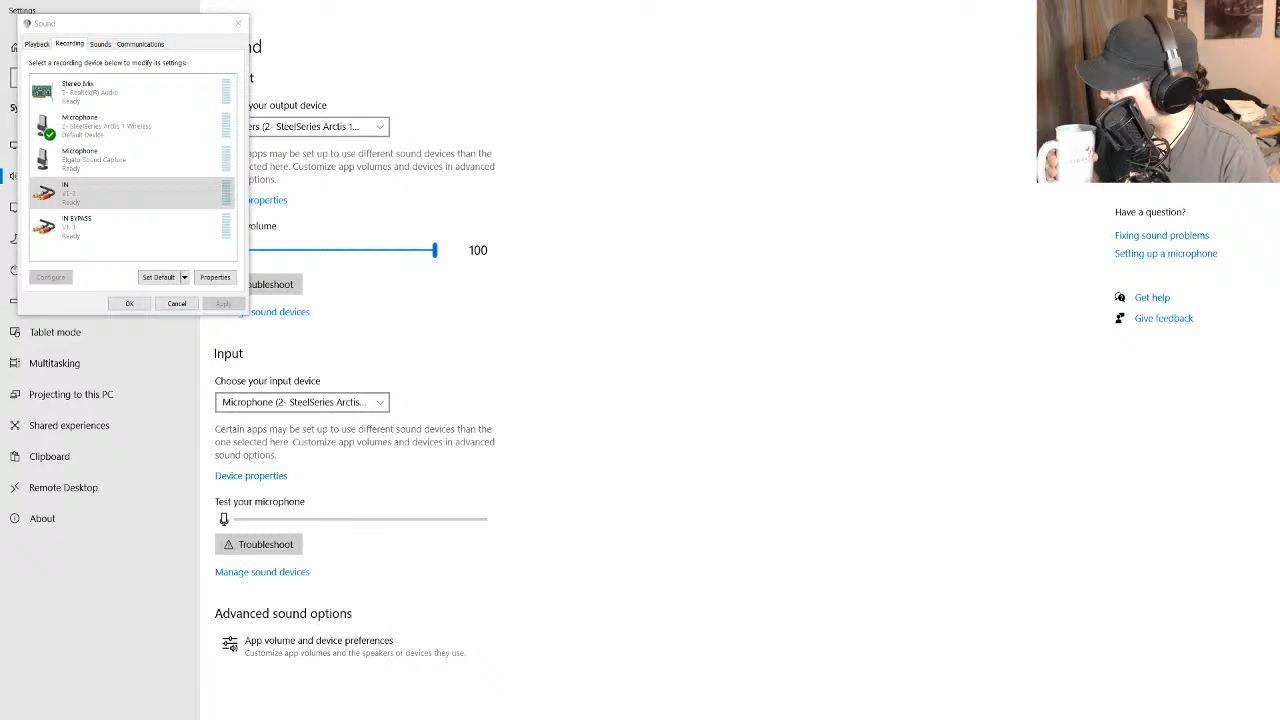 Settings
Sound
Playback
Recording
Sounds
Communications
Select a recording device below to modify its settings:
Stereo Mix
2- Realtek(R) Audio
Ready
Microphone
2- SteelSeries Arctis 1 Wireless
Default Device
Microphone
Elgato Sound Capture
Ready
IN
VT-3
Ready
IN BYPASS
VT-3
Ready
Configure
Set Default
Properties
OK
Cancel
Apply
Tablet mode
Multitasking
Projecting to this PC
Shared experiences
Clipboard
Remote Desktop
About
nd
your output device
ers (2- SteelSeries Arctis 1...
apps may be set up to use different sound devices than the
selected here. Customize app volumes and devices in advanced
options.
properties
volume
100
oubleshoot
sound devices
Input
Choose your input device
Microphone (2- SteelSeries Arctis...
Certain apps may be set up to use different sound devices than the
one selected here. Customize app volumes and devices in advanced
sound options.
Device properties
Test your microphone
Troubleshoot
Manage sound devices
Advanced sound options
App volume and device preferences
Customize app volumes and the speakers or devices they use.
Have a question?
Fixing sound problems
Setting up a microphone
Get help
Give feedback